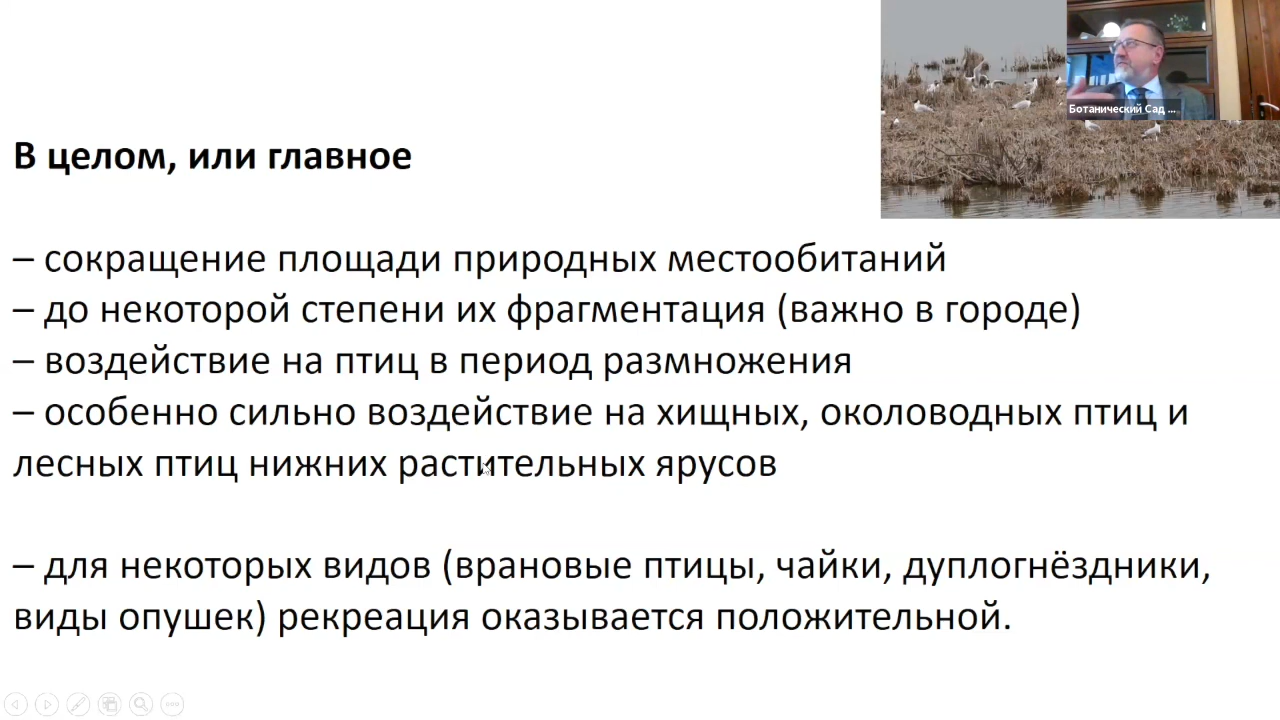 Ботанический Сад ...
В целом, или главное
– сокращение площади природных местообитаний
– до некоторой степени их фрагментация (важно в городе)
– воздействие на птиц в период размножения
– особенно сильно воздействие на хищных, околоводных птиц и
лесных птиц нижних растительных ярусов
– для некоторых видов (врановые птицы, чайки, дуплогнёздники,
виды опушек) рекреация оказывается положительной.